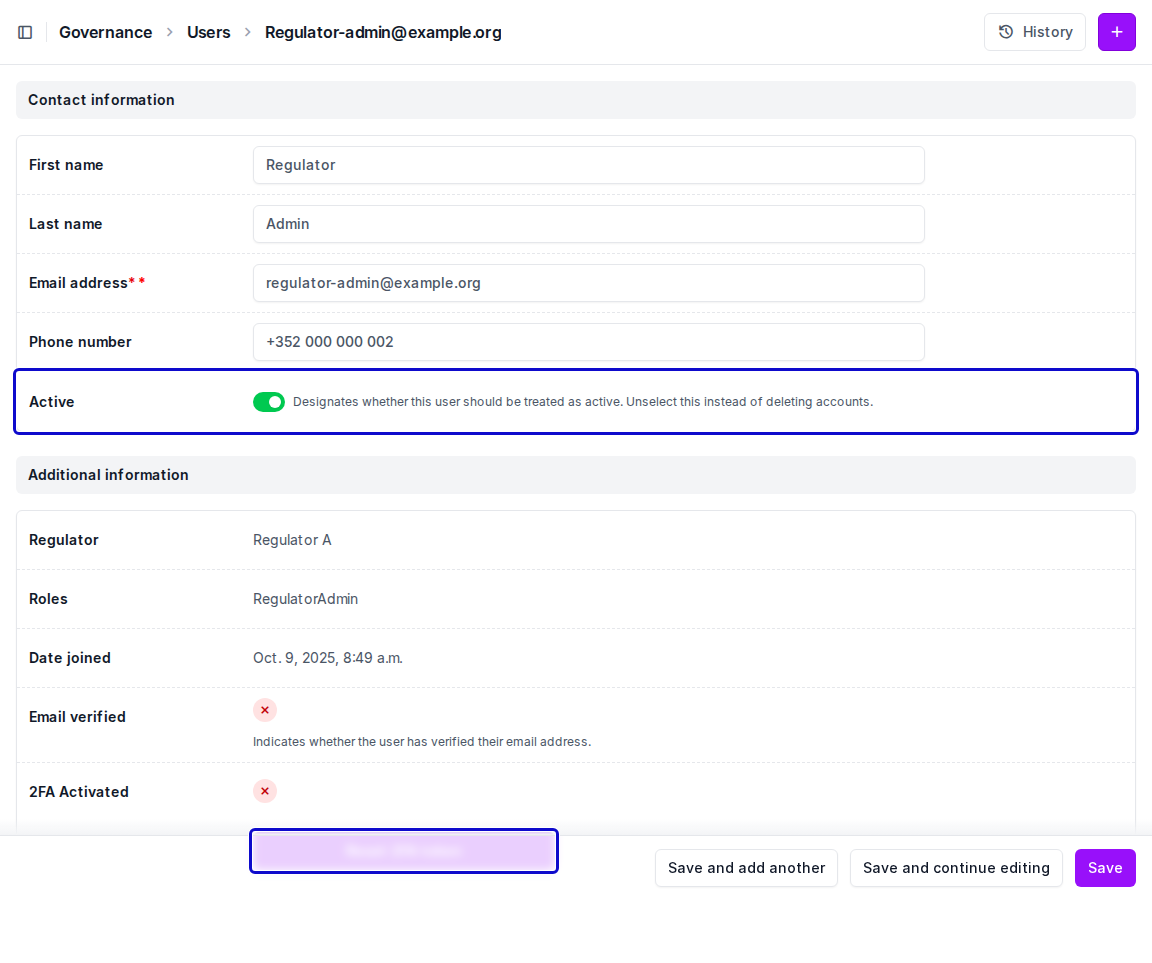 Governance > Users > Regulator-admin@example.org
History
+
Contact information
First name
Regulator
Last name
Admin
Email address**
regulator-admin@example.org
Phone number
+352 000 000 002
Active
Designates whether this user should be treated as active. Unselect this instead of deleting accounts.
Additional information
Regulator
Regulator A
Roles
RegulatorAdmin
Date joined
Oct. 9, 2025, 8:49 a.m.
Email verified
Indicates whether the user has verified their email address.
2FA Activated
Save and add another
Save and continue editing
Save